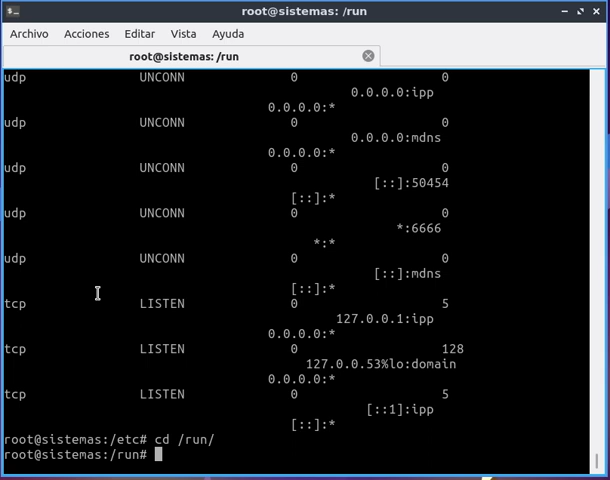 root@sistemas: /run
Archivo Acciones Editar Vista Ayuda
root@sistemas: /run
udp UNCONN 0 0
0.0.0.0:ipp
0.0.0.0:*
udp UNCONN 0 0
0.0.0.0:mdns
0.0.0.0:*
udp UNCONN 0 0
[::]:50454
[::]:*
udp UNCONN 0 0
*:6666
*:*
udp UNCONN 0 0
[::]:mdns
[::]:*
tcp LISTEN 0 5
127.0.0.1:ipp
0.0.0.0:*
tcp LISTEN 0 128
127.0.0.53%lo:domain
0.0.0.0:*
tcp LISTEN 0 5
[::1]:ipp
[::]:*
root@sistemas:/etc# cd /run/
root@sistemas:/run#